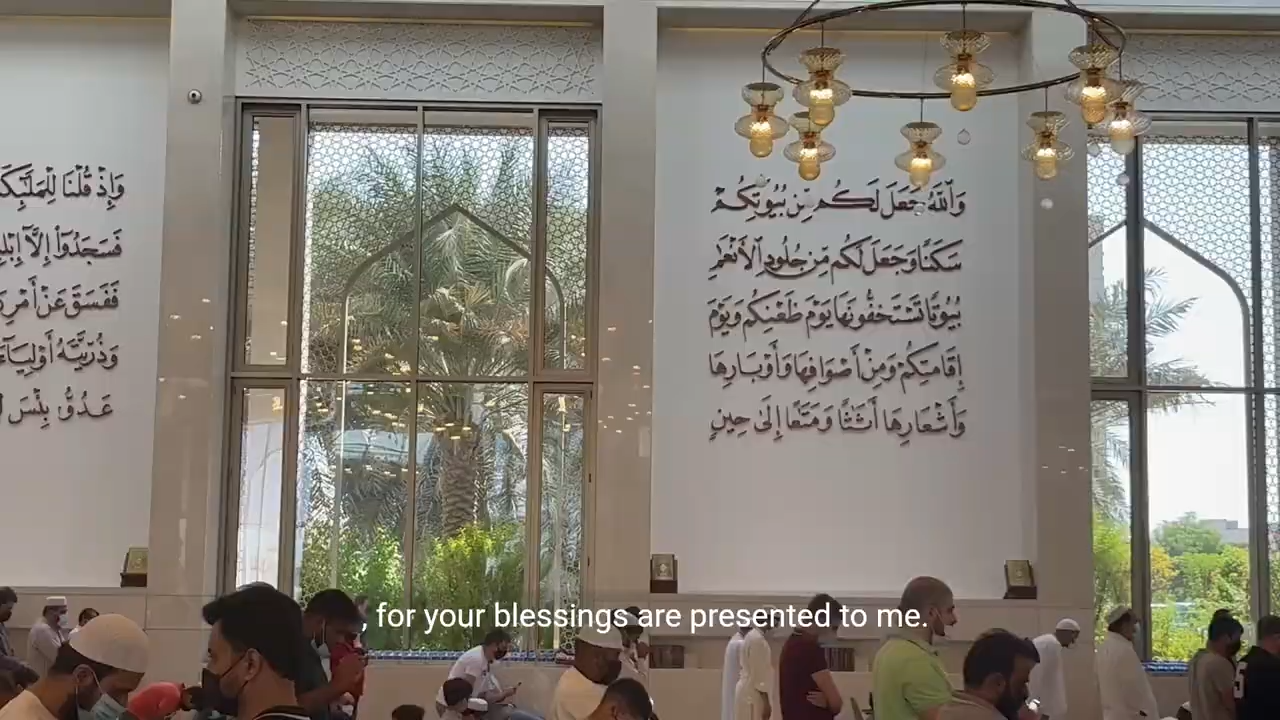 وَإِذْ قُلْنَا لِلْمَلَٰٓئِكَ
فَسَجَدُوٓا۟ إِلَّآ إِبْلِ
فَفَسَقَ عَنْ أَمْرِ
وَذُرِّيَّتَهُۥٓ أَوْلِيَآءَ
عَدُوٌّۢ بِئْسَ
وَٱللَّهُ جَعَلَ لَكُم مِّنۢ بُيُوتِكُمْ
سَكَنًا وَجَعَلَ لَكُم مِّن جُلُودِ ٱلْأَنْعَٰمِ
بُيُوتًا تَسْتَخِفُّونَهَا يَوْمَ ظَعْنِكُمْ وَيَوْمَ
إِقَامَتِكُمْ وَمِنْ أَصْوَافِهَا وَأَوْبَارِهَا
وَأَشْعَارِهَآ أَثَٰثًا وَمَتَٰعًا إِلَىٰ حِينٍ
, for your blessings are presented to me.